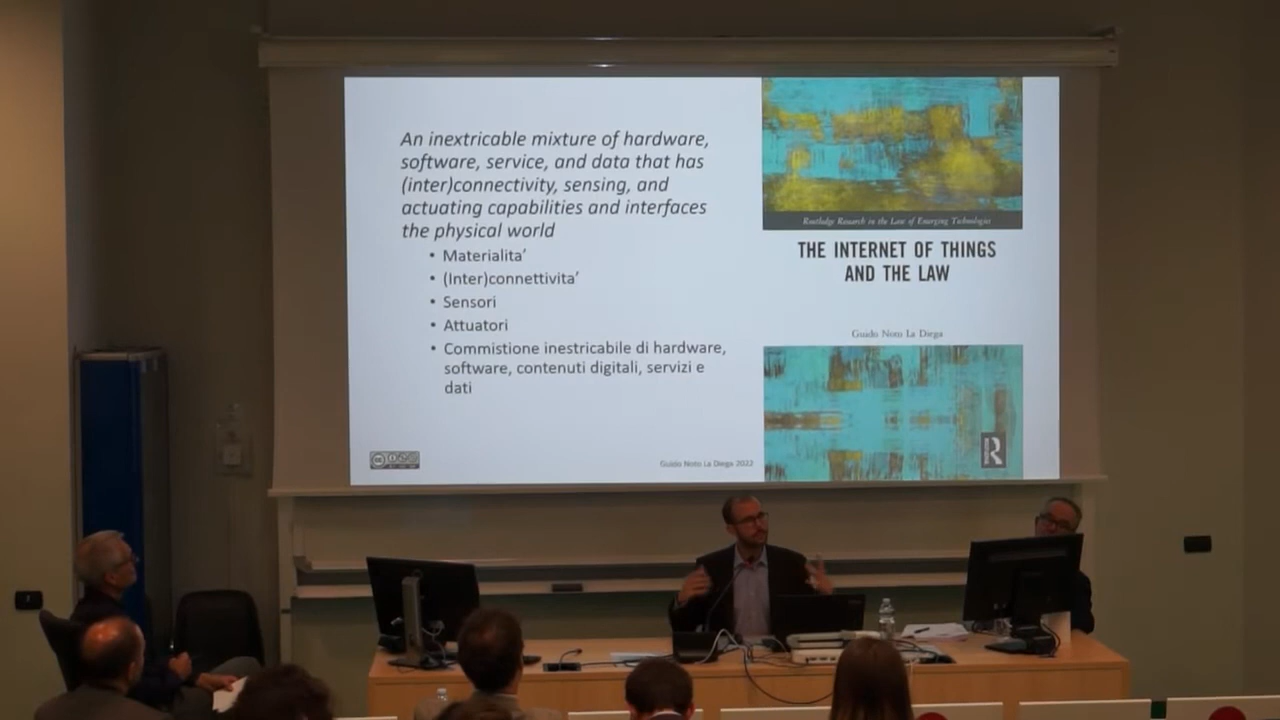 An inextricable mixture of hardware,
software, service, and data that has
(inter)connectivity, sensing, and
actuating capabilities and interfaces
the physical world
• Materialita’
• (Inter)connettivita’
• Sensori
• Attuatori
• Commistione inestricabile di hardware,
software, contenuti digitali, servizi e
dati
Guido Noto La Diega 2022
Routledge Research in the Law of Emerging Technologies
THE INTERNET OF THINGS
AND THE LAW
Guido Noto La Diega
R